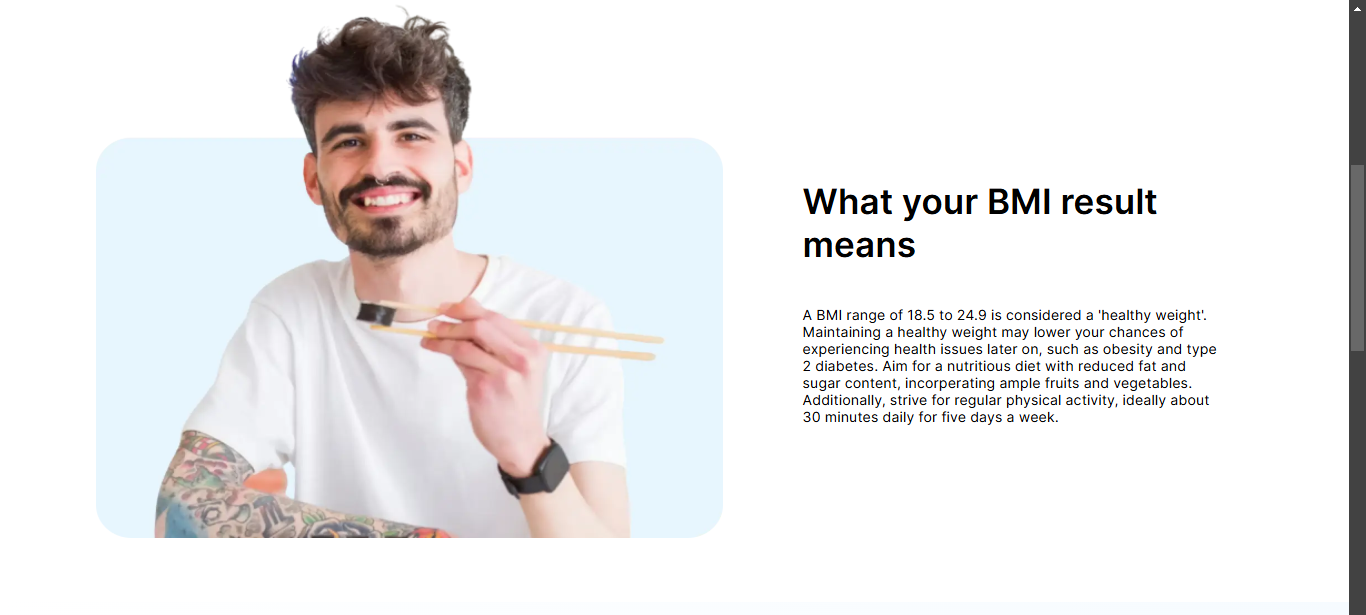 What your BMI result
means
A BMI range of 18.5 to 24.9 is considered a 'healthy weight'.
Maintaining a healthy weight may lower your chances of
experiencing health issues later on, such as obesity and type
2 diabetes. Aim for a nutritious diet with reduced fat and
sugar content, incorperating ample fruits and vegetables.
Additionally, strive for regular physical activity, ideally about
30 minutes daily for five days a week.